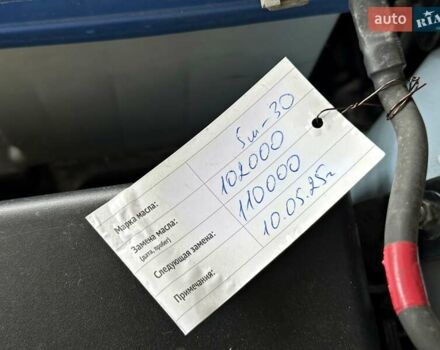 auto RIA
Марка масла: 5w-30
Замена масла: 102000
(дата, пробег)
Следующая замена: 110000
Примечания: 10.05.25г